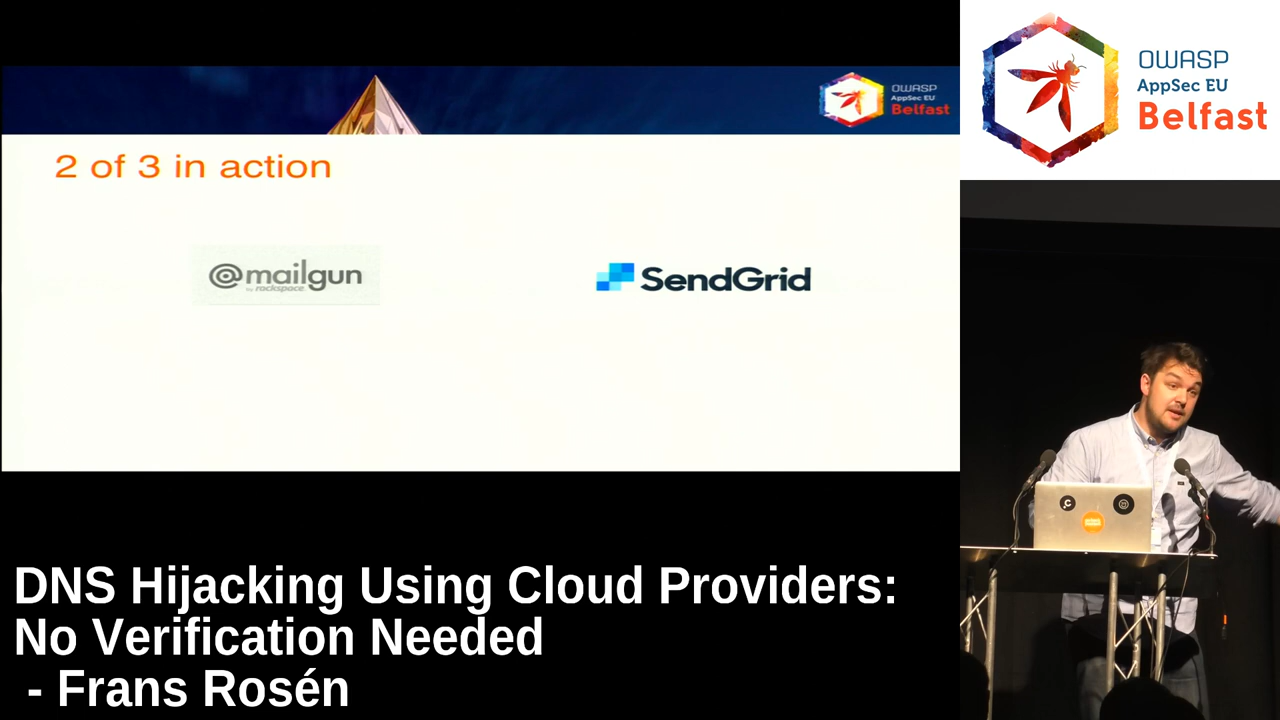 OWASP
AppSec EU
Belfast
2 of 3 in action
@mailgun
by rackspace
SendGrid
OWASP
AppSec EU
Belfast
DNS Hijacking Using Cloud Providers:
No Verification Needed
- Frans Rosén